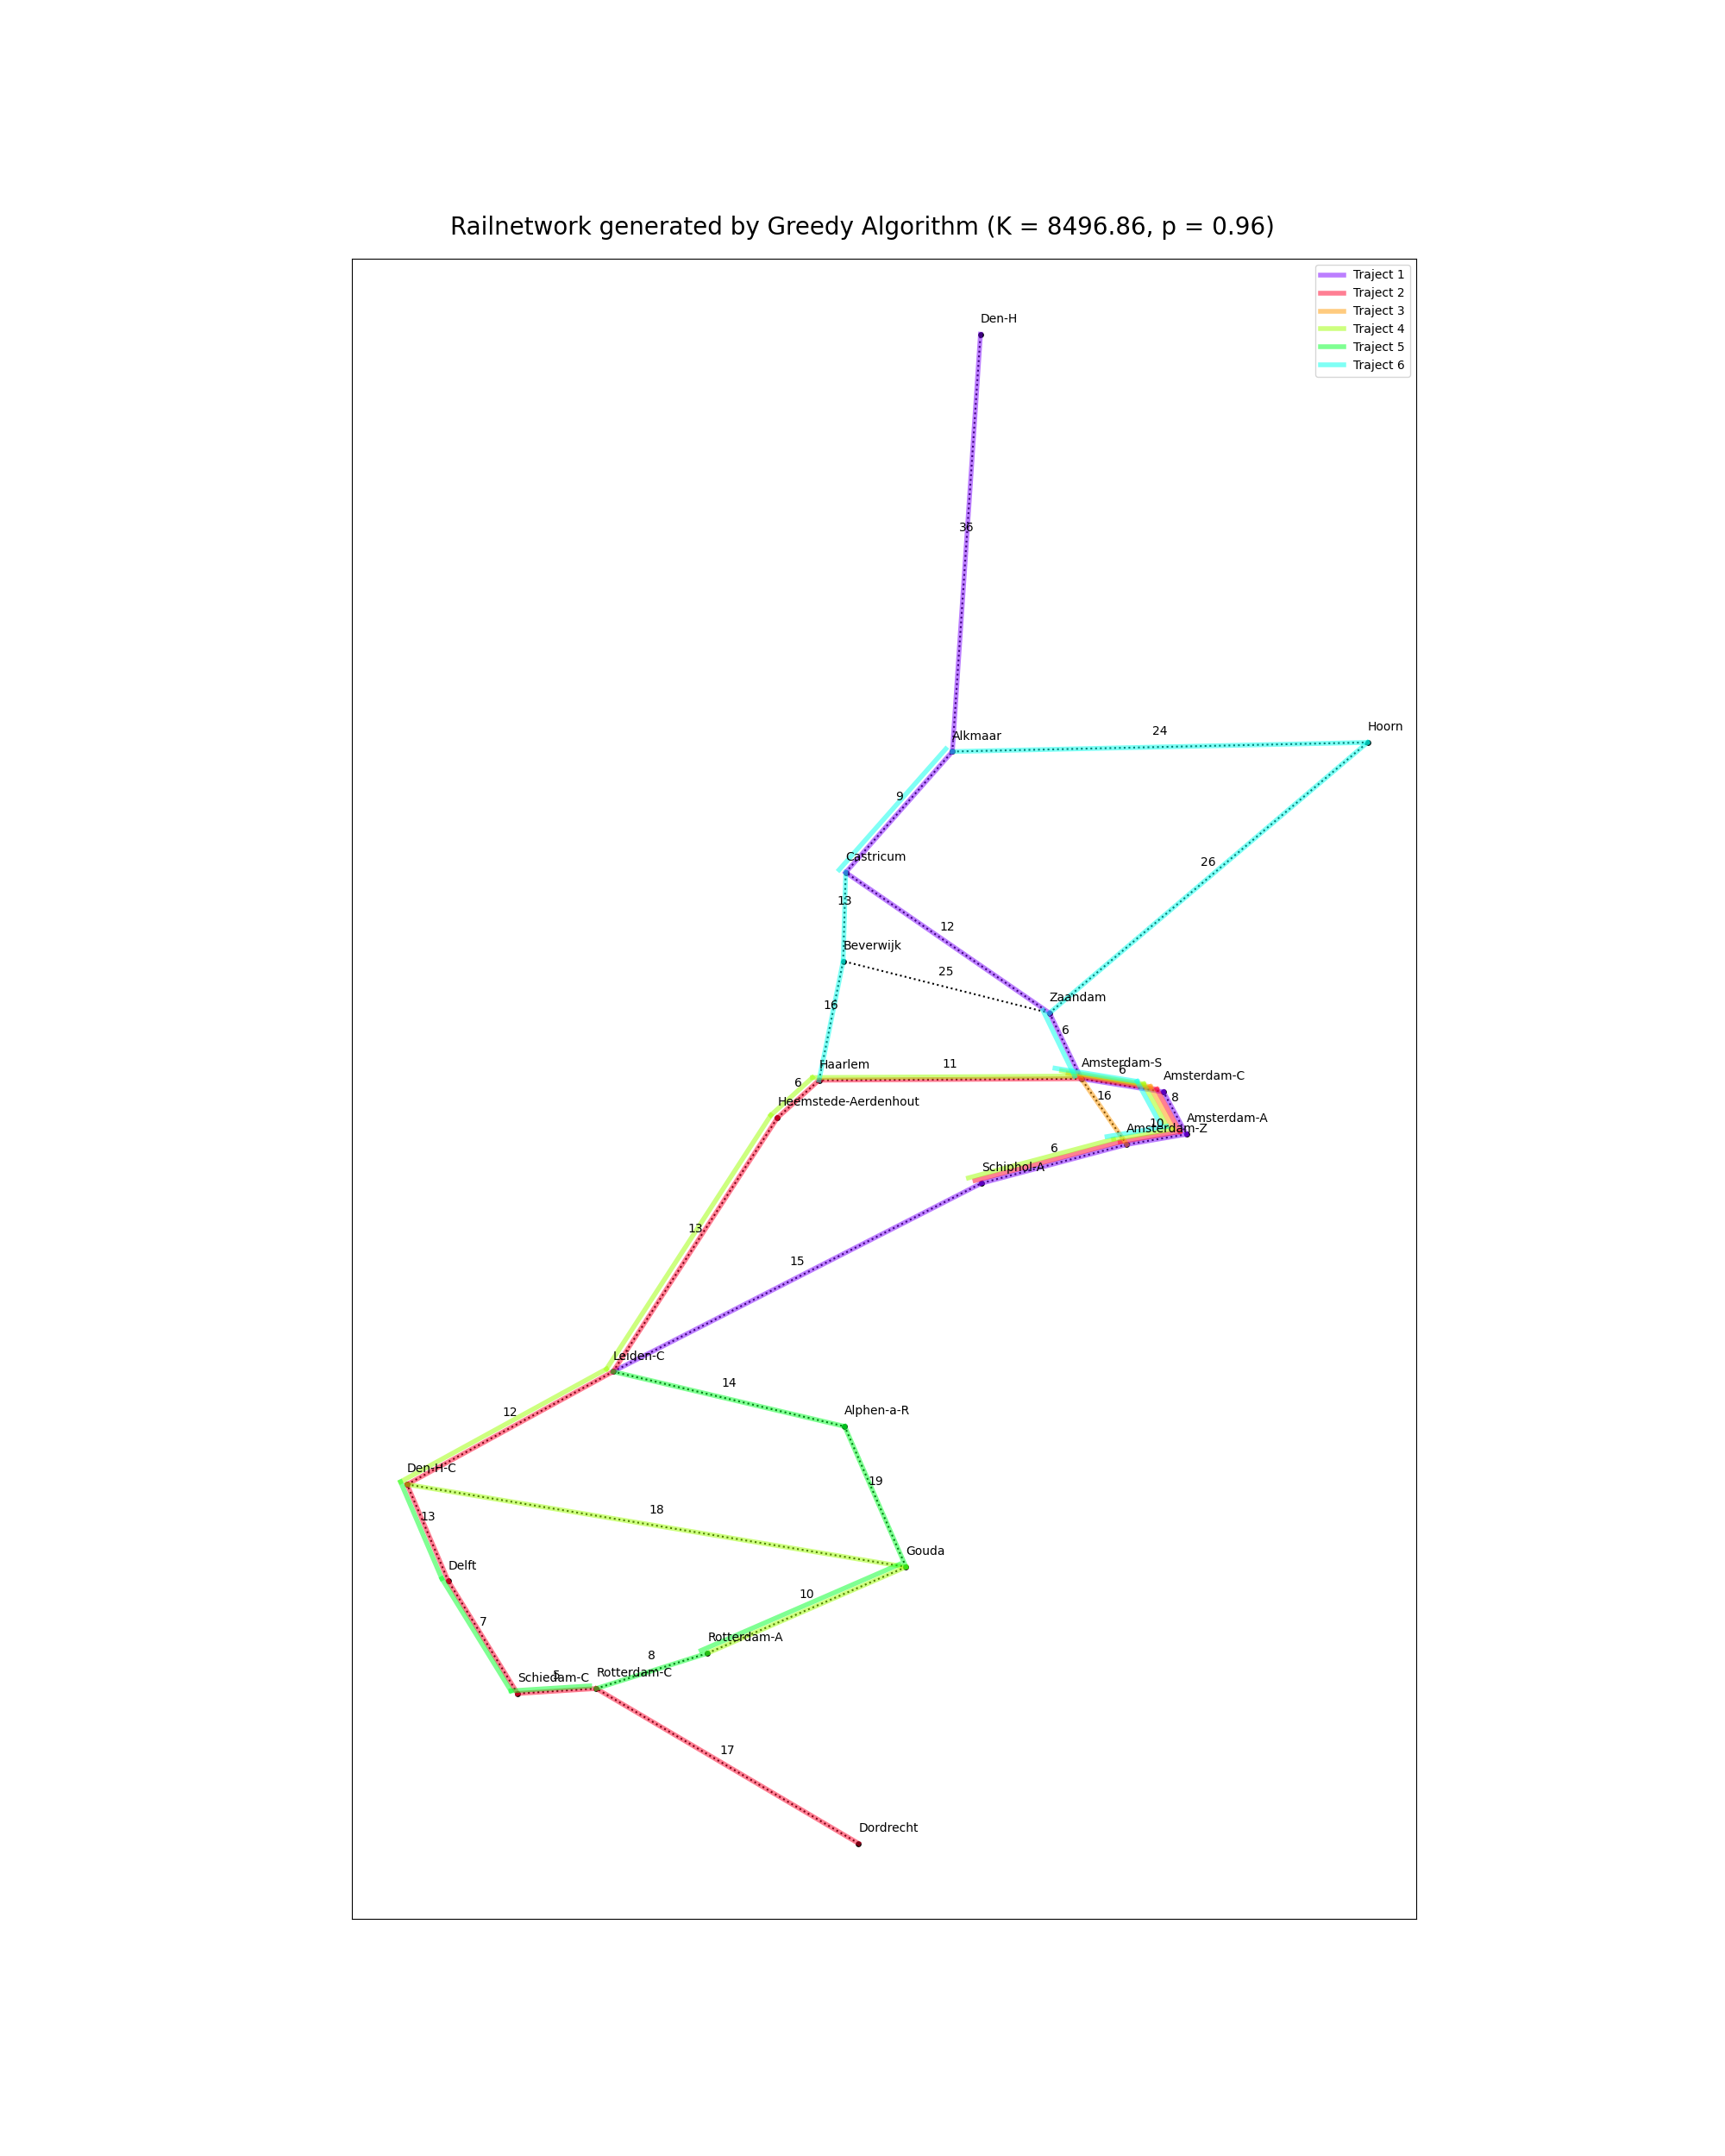 Railnetwork generated by Greedy Algorithm (K = 8496.86, p = 0.96)
Traject 1
Traject 2
Traject 3
Traject 4
Traject 5
Traject 6
Den-H
36
Hoorn
24
Alkmaar
9
Castricum
26
13
12
Beverwijk
25
Zaandam
16
6
Amsterdam-S
11
Haarlem
6
Amsterdam-C
6
16
8
Heemstede-Aerdenhout
Amsterdam-A
10
Amsterdam-Z
6
Schiphol-A
13
15
Leiden-C
14
12
Alphen-a-R
Den-H-C
19
18
13
Gouda
Delft
10
7
Rotterdam-A
8
Rotterdam-C
5
Schiedam-C
17
Dordrecht